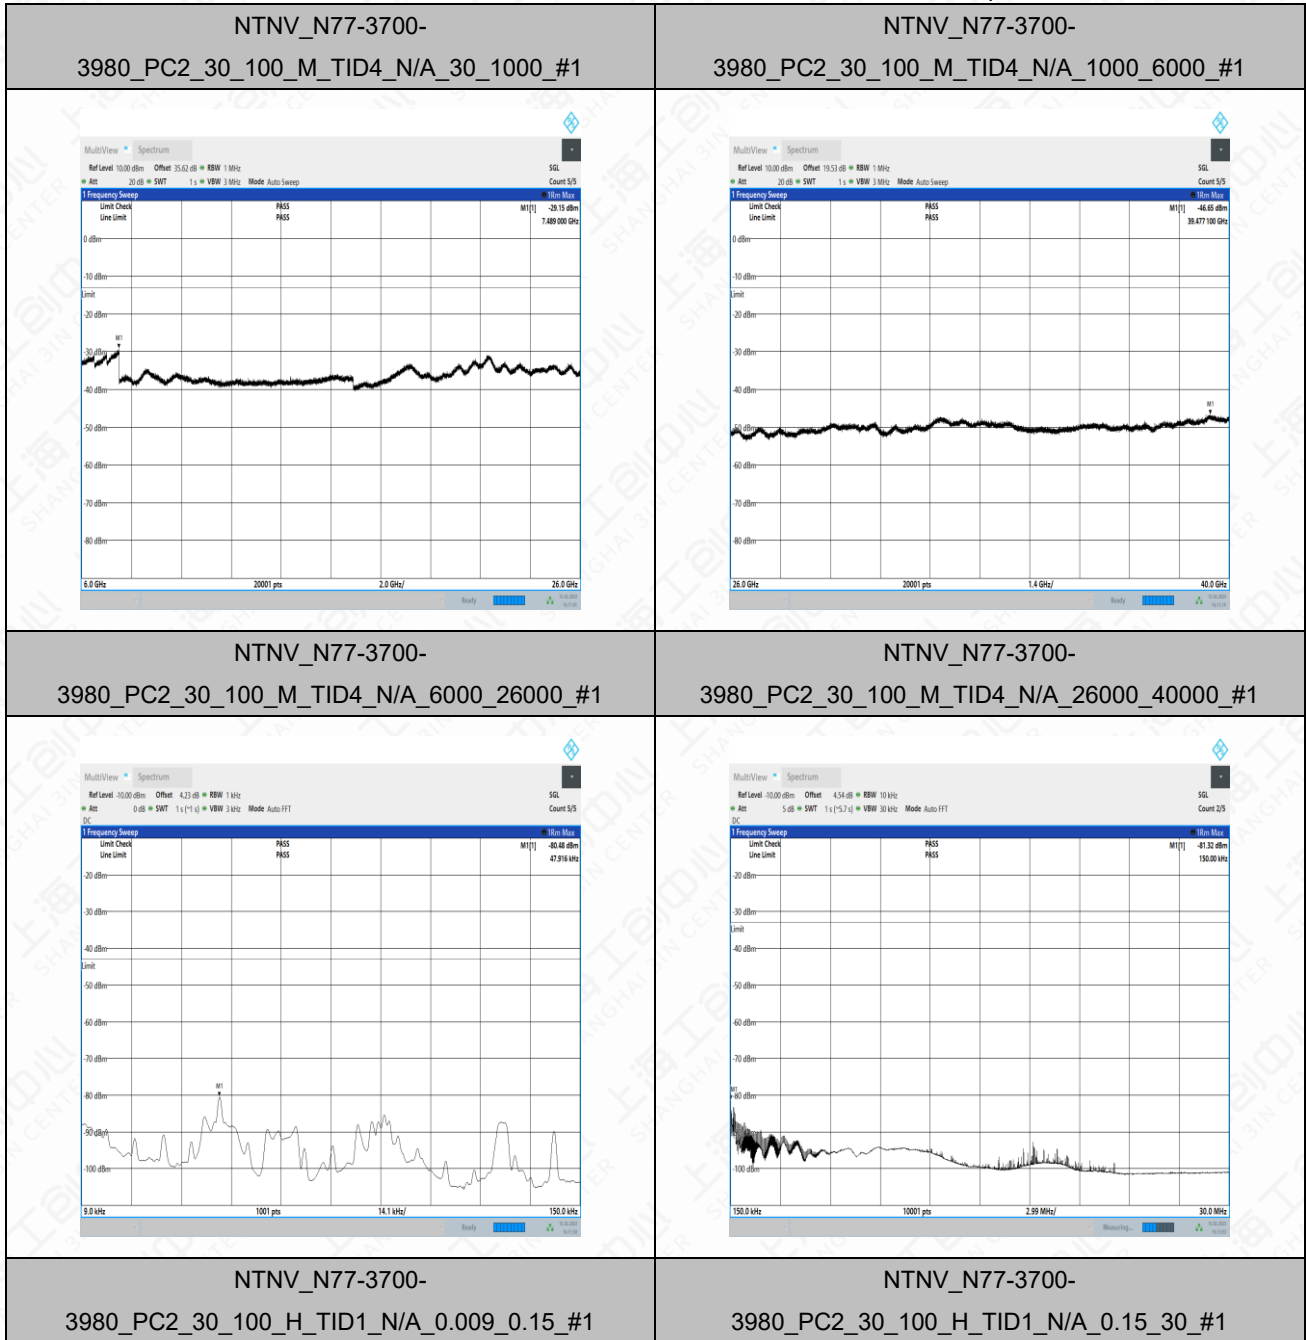 NTNV_N77-3700-
3980_PC2_30_100_M_TID4_N/A_30_1000_#1
NTNV_N77-3700-
3980_PC2_30_100_M_TID4_N/A_1000_6000_#1
MultiView Spectrum
Ref Level 10.00 dBm Offset 35.62 dB RBW 1 MHz SGL
Att 20 dB SWT 1 s VBW 3 MHz Mode Auto Sweep Count 5/5
1 Frequency Sweep 1Rm Max
Limit Check PASS M1[1] -29.15 dBm
Line Limit PASS 7.489 000 GHz
0 dBm
-10 dBm
Limit
-20 dBm
M1
-30 dBm
-40 dBm
-50 dBm
-60 dBm
-70 dBm
-80 dBm
6.0 GHz 20001 pts 2.0 GHz/ 26.0 GHz
Ready
MultiView Spectrum
Ref Level 10.00 dBm Offset 19.53 dB RBW 1 MHz SGL
Att 20 dB SWT 1 s VBW 3 MHz Mode Auto Sweep Count 5/5
1 Frequency Sweep 1Rm Max
Limit Check PASS M1[1] -46.65 dBm
Line Limit PASS 39.477 100 GHz
0 dBm
-10 dBm
Limit
-20 dBm
-30 dBm
-40 dBm
M1
-50 dBm
-60 dBm
-70 dBm
-80 dBm
26.0 GHz 20001 pts 1.4 GHz/ 40.0 GHz
Ready
NTNV_N77-3700-
3980_PC2_30_100_M_TID4_N/A_6000_26000_#1
NTNV_N77-3700-
3980_PC2_30_100_M_TID4_N/A_26000_40000_#1
MultiView Spectrum
Ref Level -10.00 dBm Offset 4.23 dB RBW 1 kHz SGL
Att 0 dB SWT 1 s (~1 s) VBW 3 kHz Mode Auto FFT Count 5/5
DC
1 Frequency Sweep 1Rm Max
Limit Check PASS M1[1] -80.48 dBm
Line Limit PASS 47.916 kHz
-20 dBm
-30 dBm
-40 dBm
Limit
-50 dBm
-60 dBm
-70 dBm
M1
-80 dBm
-90 dBm
-100 dBm
9.0 kHz 1001 pts 14.1 kHz/ 150.0 kHz
Ready
MultiView Spectrum
Ref Level -10.00 dBm Offset 4.54 dB RBW 10 kHz SGL
Att 5 dB SWT 1 s (~5.7 s) VBW 30 kHz Mode Auto FFT Count 2/5
DC
1 Frequency Sweep 1Rm Max
Limit Check PASS M1[1] -81.32 dBm
Line Limit PASS 150.00 kHz
-20 dBm
-30 dBm
Limit
-40 dBm
-50 dBm
-60 dBm
-70 dBm
M1
-80 dBm
-90 dBm
-100 dBm
150.0 kHz 10001 pts 2.99 MHz/ 30.0 MHz
Measuring...
NTNV_N77-3700-
3980_PC2_30_100_H_TID1_N/A_0.009_0.15_#1
NTNV_N77-3700-
3980_PC2_30_100_H_TID1_N/A_0.15_30_#1